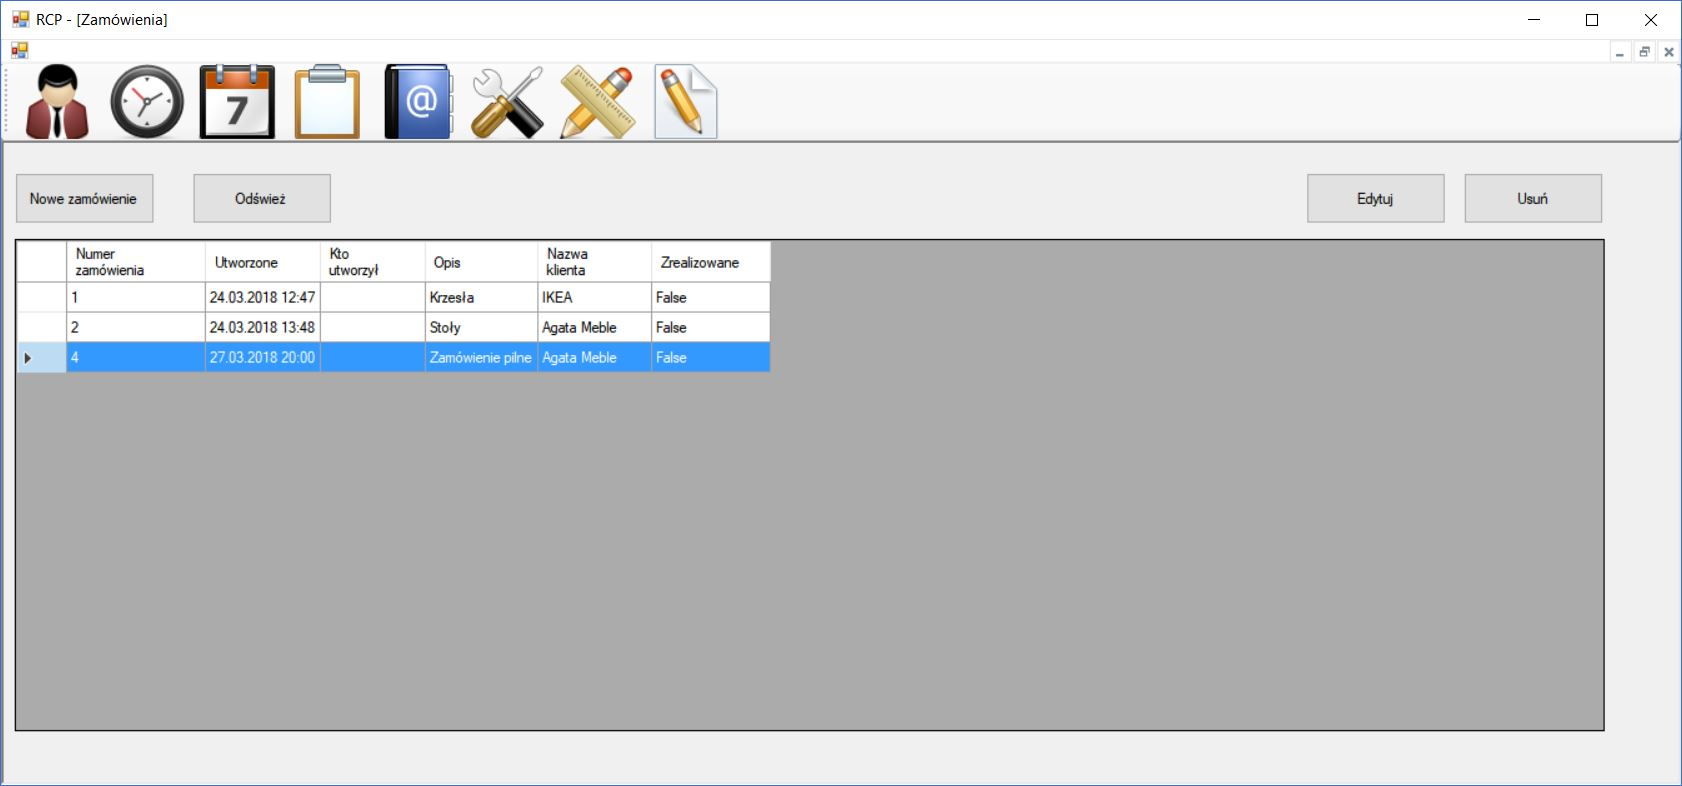 RCP - [Zamówienia]
7
@
Nowe zamówienie
Odśwież
Edytuj
Usuń
Numer zamówienia Utworzone Kto utworzył Opis Nazwa klienta Zrealizowane
1 24.03.2018 12:47 Krzesła IKEA False
2 24.03.2018 13:48 Stoły Agata Meble False
4 27.03.2018 20:00 Zamówienie pilne Agata Meble False